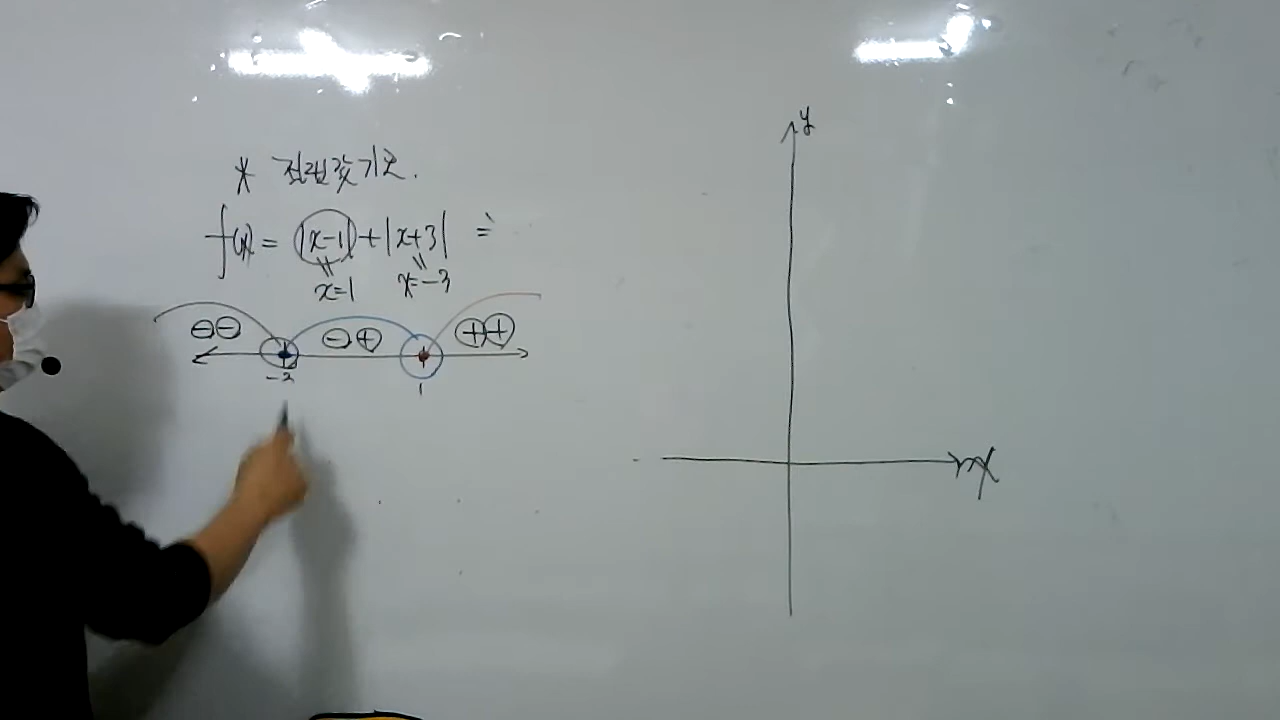 * 절댓값 기호.
f(x) = |x-1| + |x+3| =
x=1 x=-3
⊖⊖ ⊖⊕ ⊕⊕
-3 1
y
x